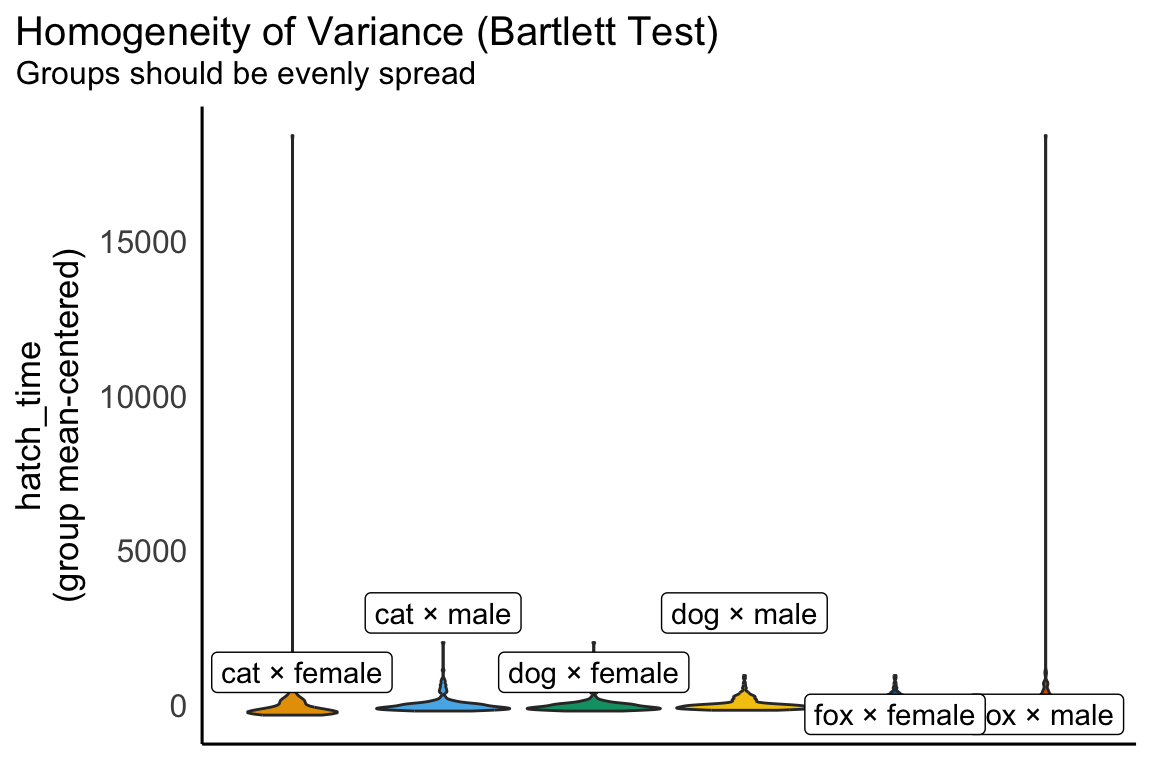 Homogeneity of Variance (Bartlett Test)
Groups should be evenly spread
hatch_time
(group mean-centered)
15000
10000
5000
0
cat × male
dog × male
cat × female
dog × female
fox × female
ox × male